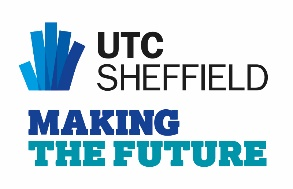 UTC
SHEFFIELD
MAKING
THE FUTURE